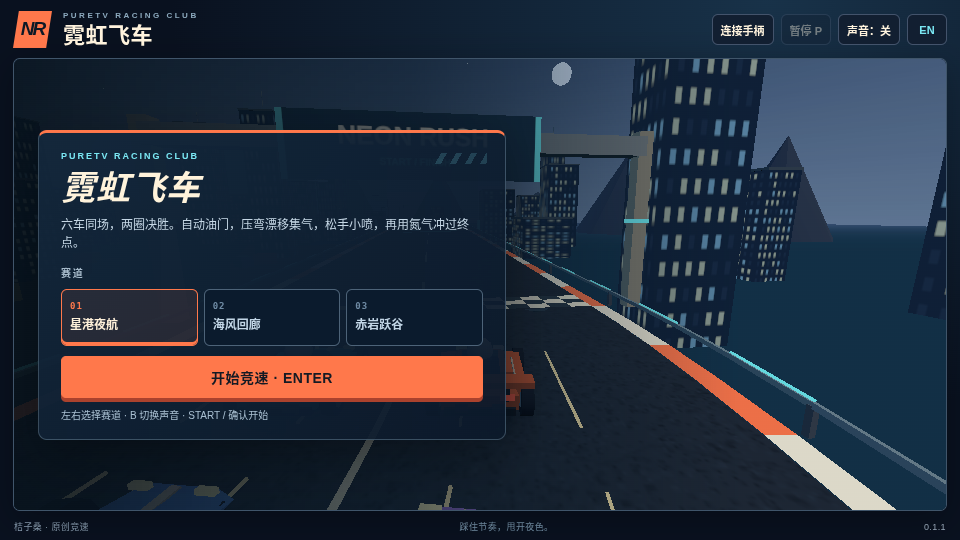 NR
PURETV RACING CLUB
霓虹飞车
连接手柄
暂停 P
声音：关
EN
NEON RUSH
PURETV RACING CLUB
霓虹飞车
六车同场，两圈决胜。自动油门，压弯漂移集气，松手小喷，再用氮气冲过终
点。
赛道
01
星港夜航
02
海风回廊
03
赤岩跃谷
开始竞速 · ENTER
左右选择赛道 · B 切换声音 · START / 确认开始
桔子桑 · 原创竞速
踩住节奏，甩开夜色。
0.1.1